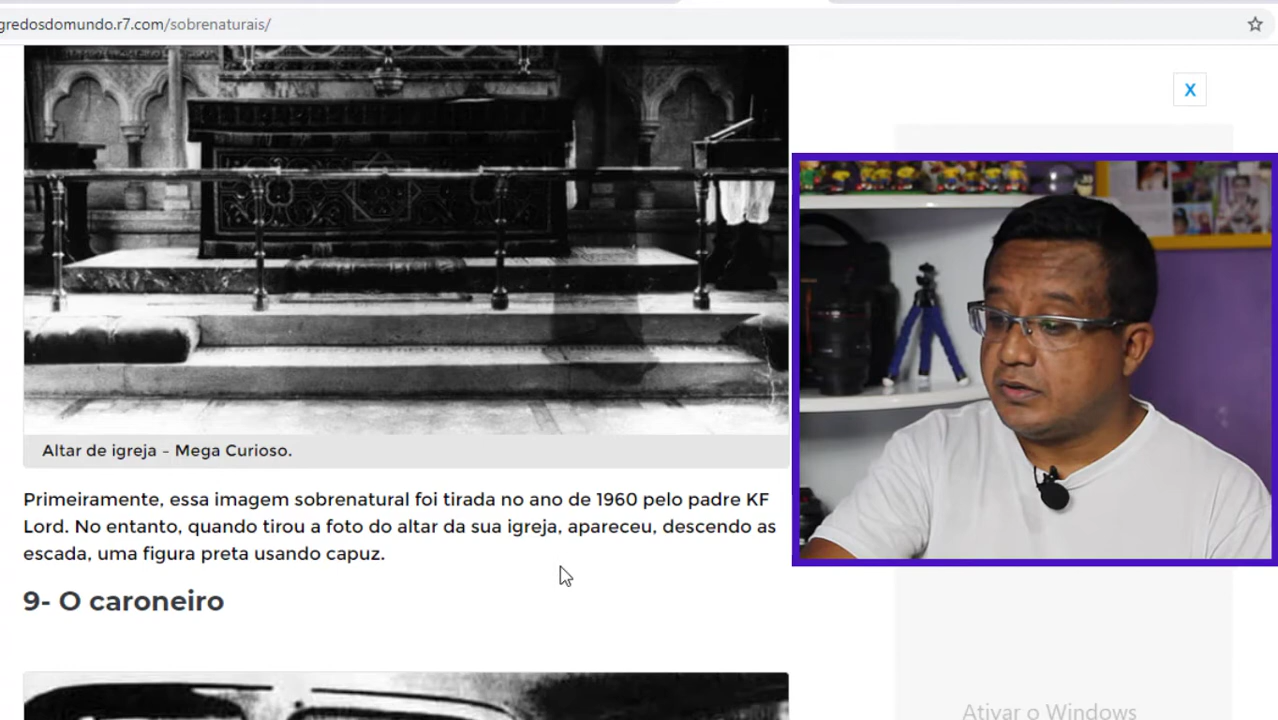 gredosdomundo.r7.com/sobrenaturais/
X
Altar de igreja - Mega Curioso.
Primeiramente, essa imagem sobrenatural foi tirada no ano de 1960 pelo padre KF
Lord. No entanto, quando tirou a foto do altar da sua igreja, apareceu, descendo as
escada, uma figura preta usando capuz.
9- O caroneiro
Ativar o Windows